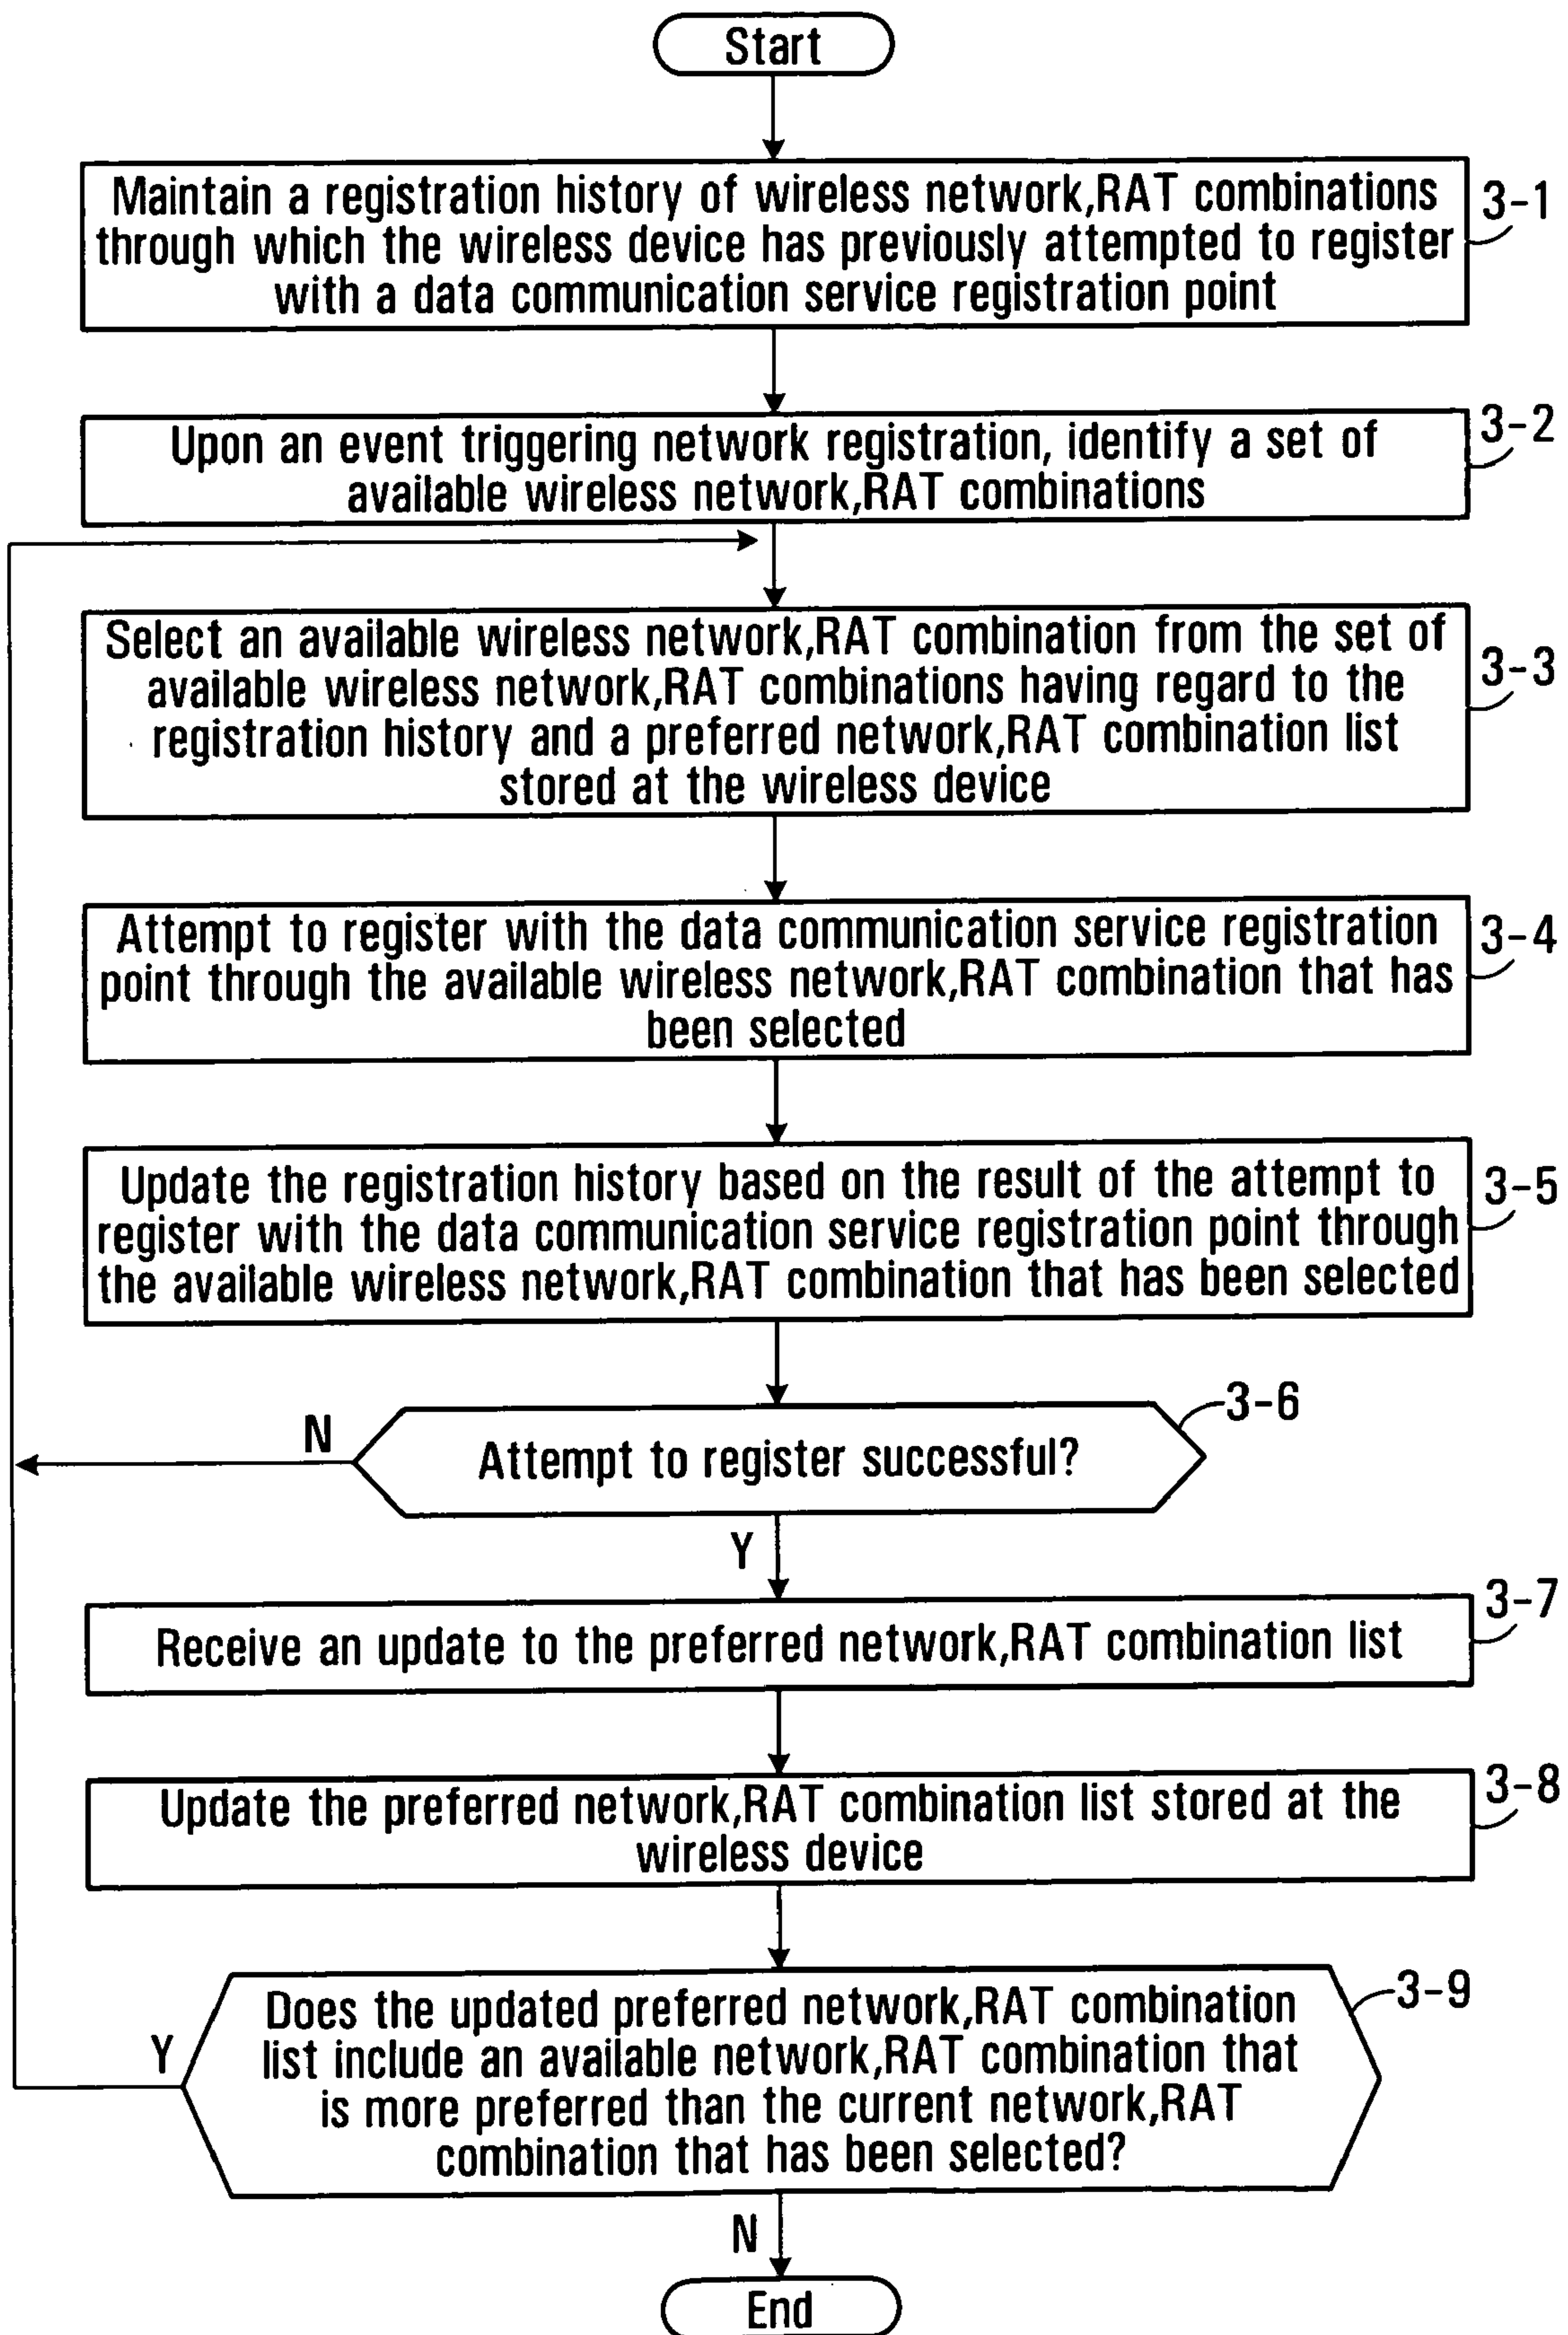 Start
Maintain a registration history of wireless network,RAT combinations
through which the wireless device has previously attempted to register
with a data communication service registration point
3-1
Upon an event triggering network registration, identify a set of
available wireless network,RAT combinations
3-2
Select an available wireless network,RAT combination from the set of
available wireless network,RAT combinations having regard to the
registration history and a preferred network,RAT combination list
stored at the wireless device
3-3
Attempt to register with the data communication service registration
point through the available wireless network,RAT combination that has
been selected
3-4
Update the registration history based on the result of the attempt to
register with the data communication service registration point through
the available wireless network,RAT combination that has been selected
3-5
3-6
N
Attempt to register successful?
Y
3-7
Receive an update to the preferred network,RAT combination list
3-8
Update the preferred network,RAT combination list stored at the
wireless device
3-9
Y
Does the updated preferred network,RAT combination
list include an available network,RAT combination that
is more preferred than the current network,RAT
combination that has been selected?
N
End